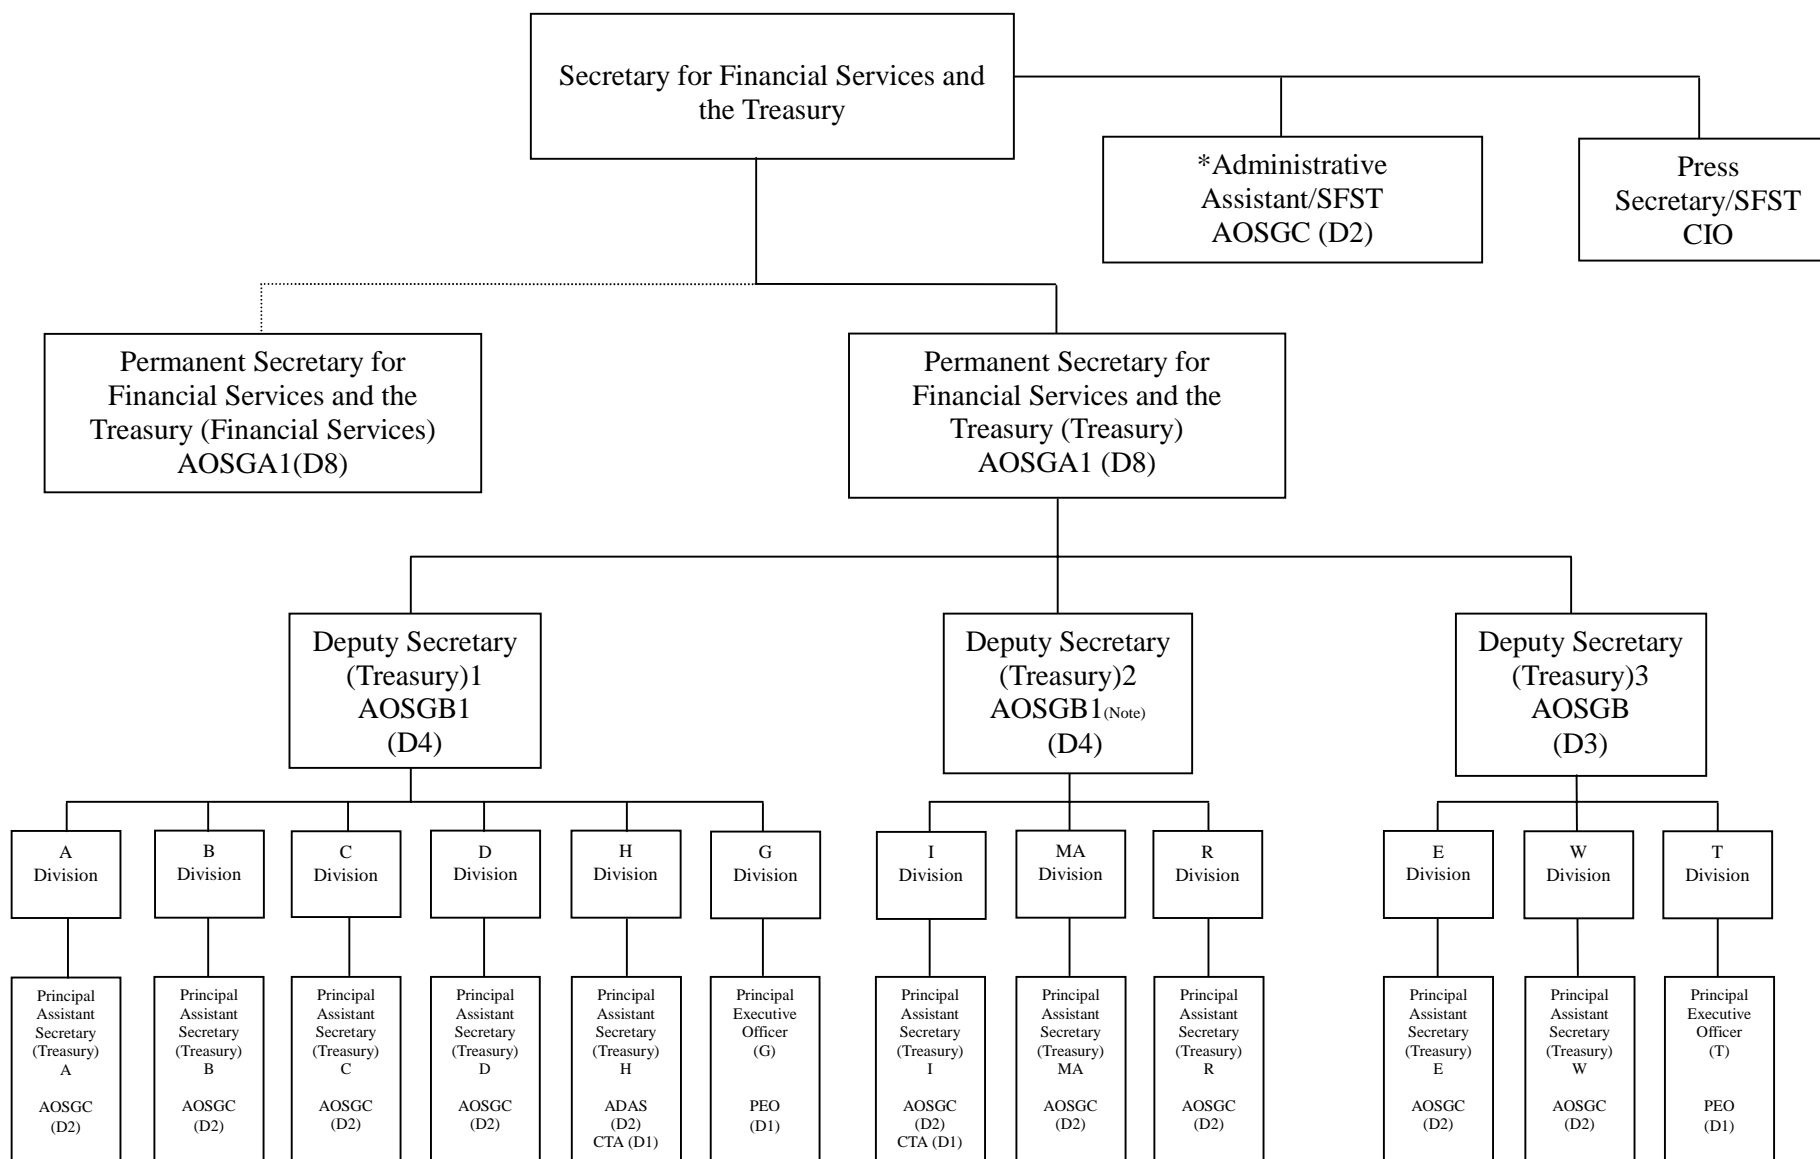 Secretary for Financial Services and
the Treasury
*Administrative
Assistant/SFST
AOSGC (D2)
Press
Secretary/SFST
CIO
Permanent Secretary for
Financial Services and the
Treasury (Financial Services)
AOSGA1(D8)
Permanent Secretary for
Financial Services and the
Treasury (Treasury)
AOSGA1 (D8)
Deputy Secretary
(Treasury)1
AOSGB1
(D4)
Deputy Secretary
(Treasury)2
AOSGB1(Note)
(D4)
Deputy Secretary
(Treasury)3
AOSGB
(D3)
A
Division
B
Division
C
Division
D
Division
H
Division
G
Division
I
Division
MA
Division
R
Division
E
Division
W
Division
T
Division
Principal
Assistant
Secretary
(Treasury)
A
AOSGC
(D2)
Principal
Assistant
Secretary
(Treasury)
B
AOSGC
(D2)
Principal
Assistant
Secretary
(Treasury)
C
AOSGC
(D2)
Principal
Assistant
Secretary
(Treasury)
D
AOSGC
(D2)
Principal
Assistant
Secretary
(Treasury)
H
ADAS
(D2)
CTA (D1)
Principal
Executive
Officer
(G)
PEO
(D1)
Principal
Assistant
Secretary
(Treasury)
I
AOSGC
(D2)
CTA (D1)
Principal
Assistant
Secretary
(Treasury)
MA
AOSGC
(D2)
Principal
Assistant
Secretary
(Treasury)
R
AOSGC
(D2)
Principal
Assistant
Secretary
(Treasury)
E
AOSGC
(D2)
Principal
Assistant
Secretary
(Treasury)
W
AOSGC
(D2)
Principal
Executive
Officer
(T)
PEO
(D1)